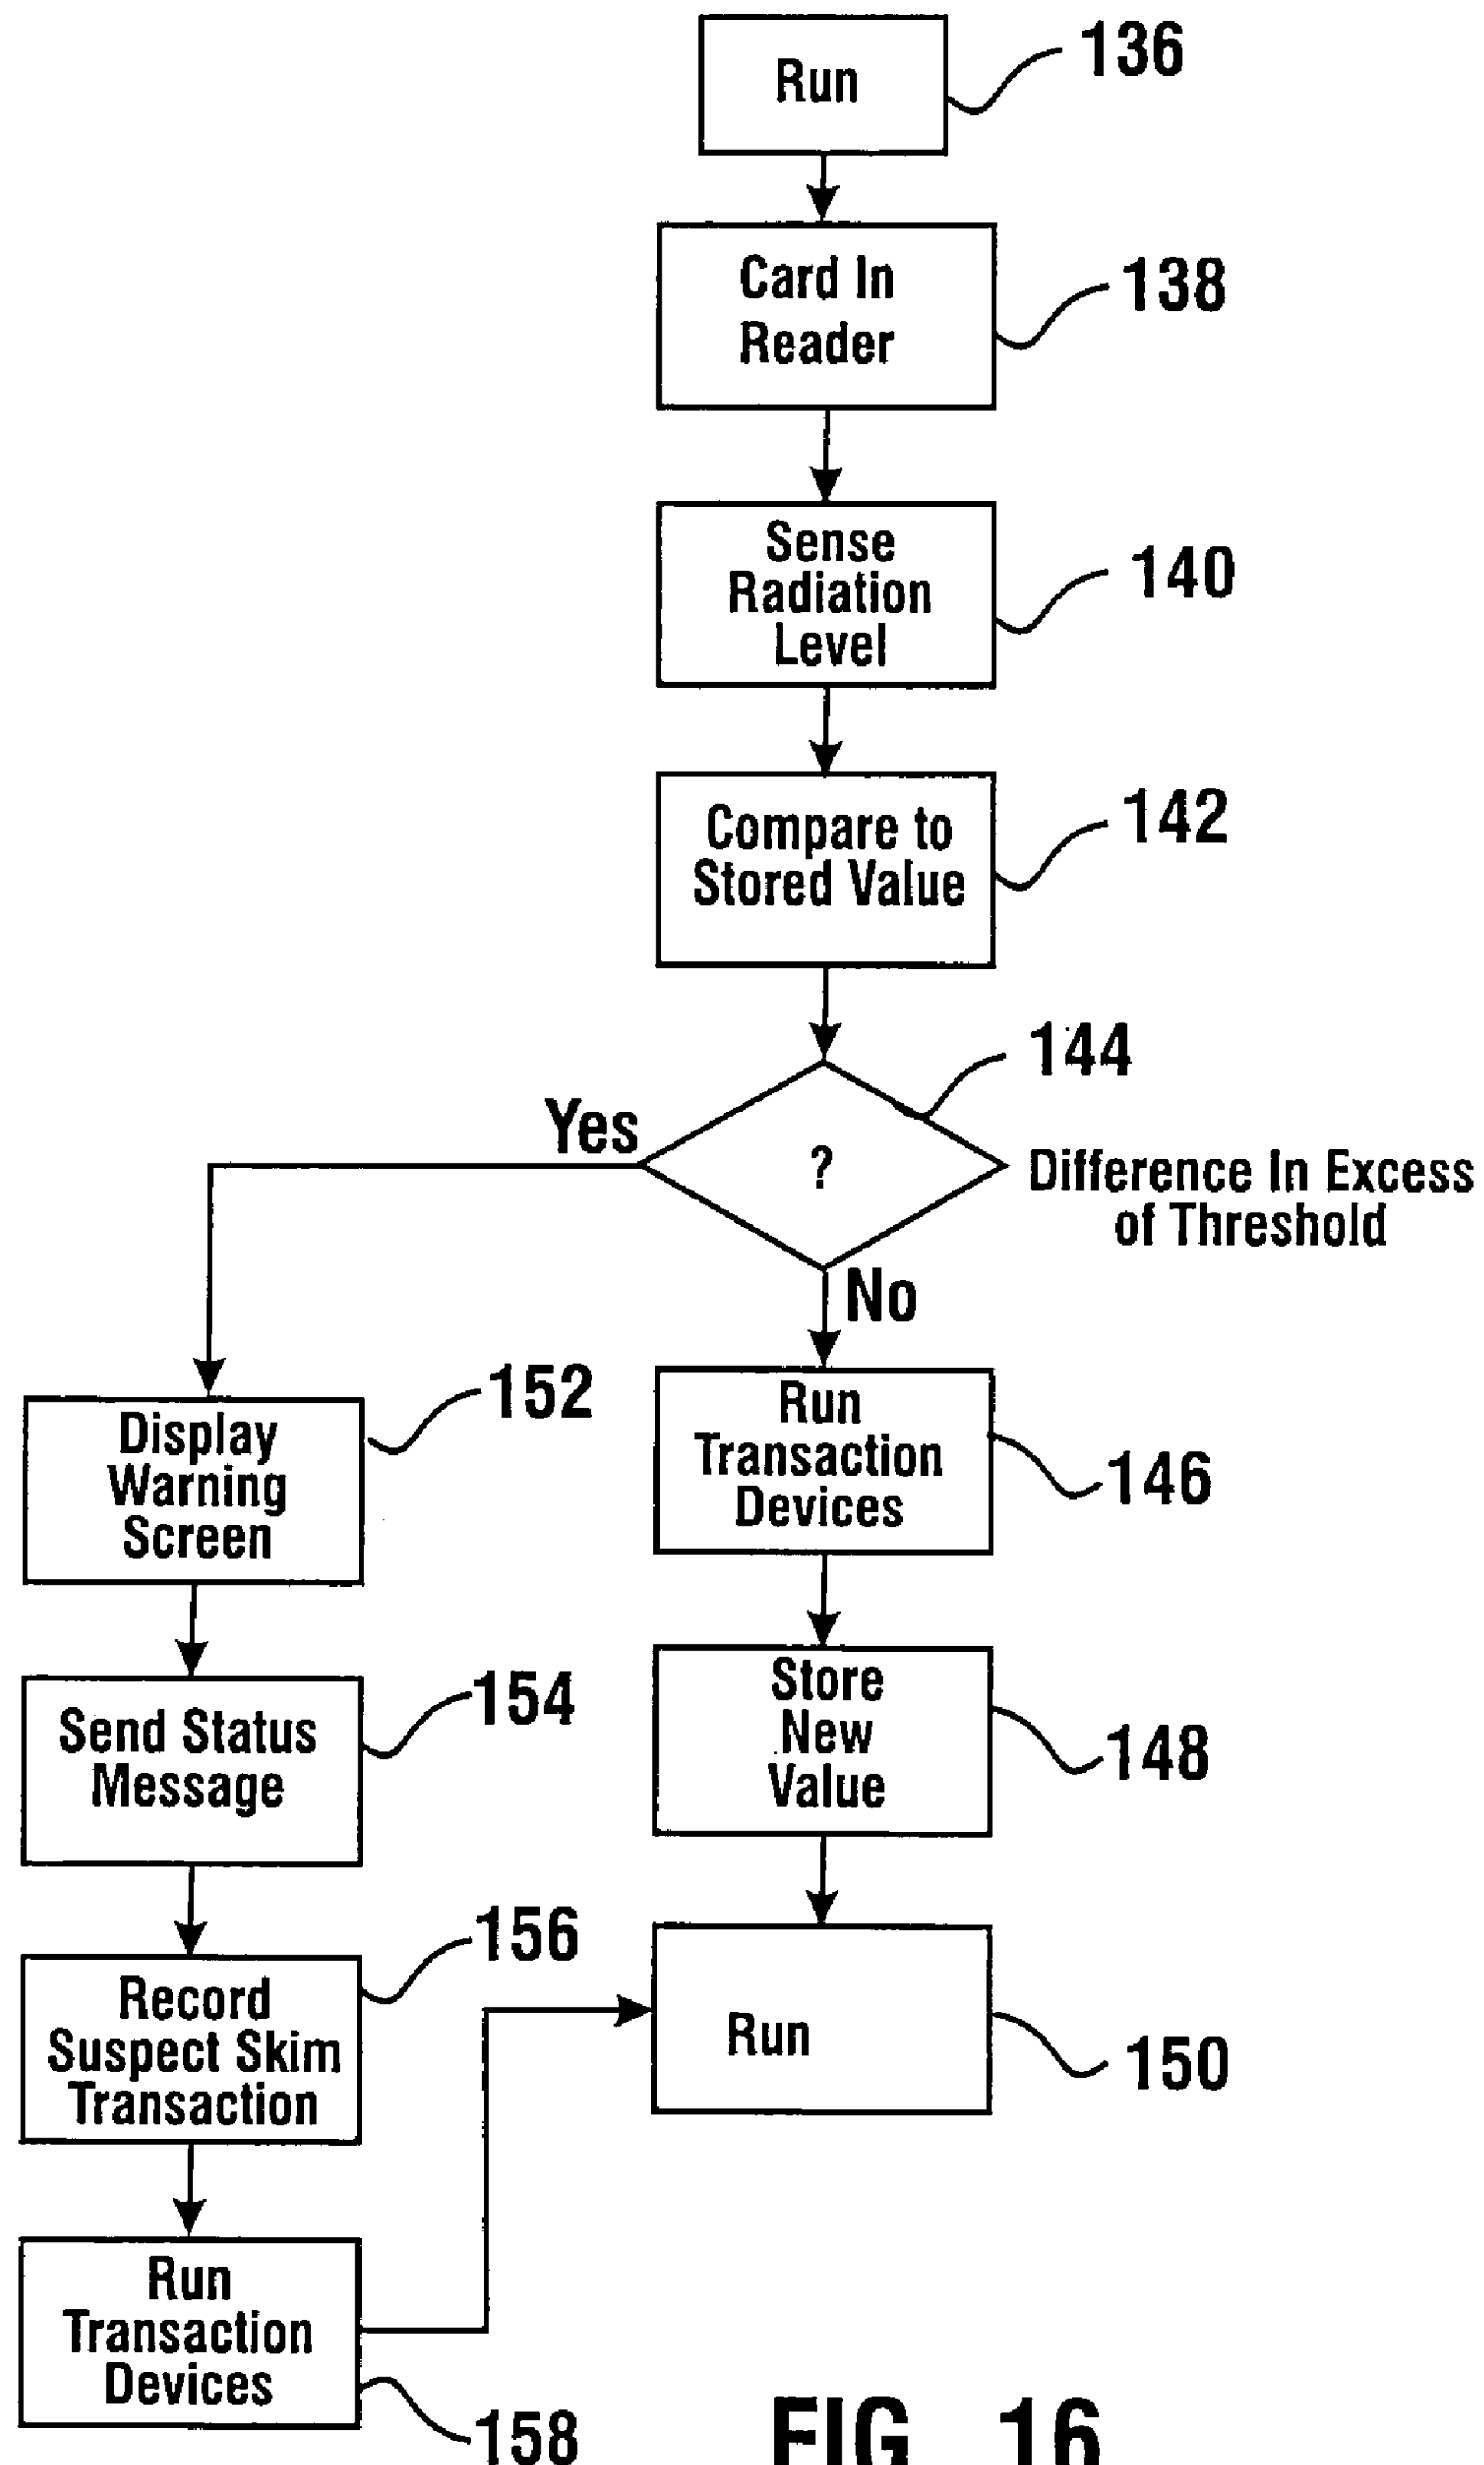 Run
136
Card In
Reader
138
Sense
Radiation
Level
140
Compare to
Stored Value
142
144
Yes
?
Difference In Excess
of Threshold
No
Display
Warning
Screen
152
Run
Transaction
Devices
146
Send Status
Message
154
Store
New
Value
148
Record
Suspect Skim
Transaction
156
Run
150
Run
Transaction
Devices
158
FIG. 16